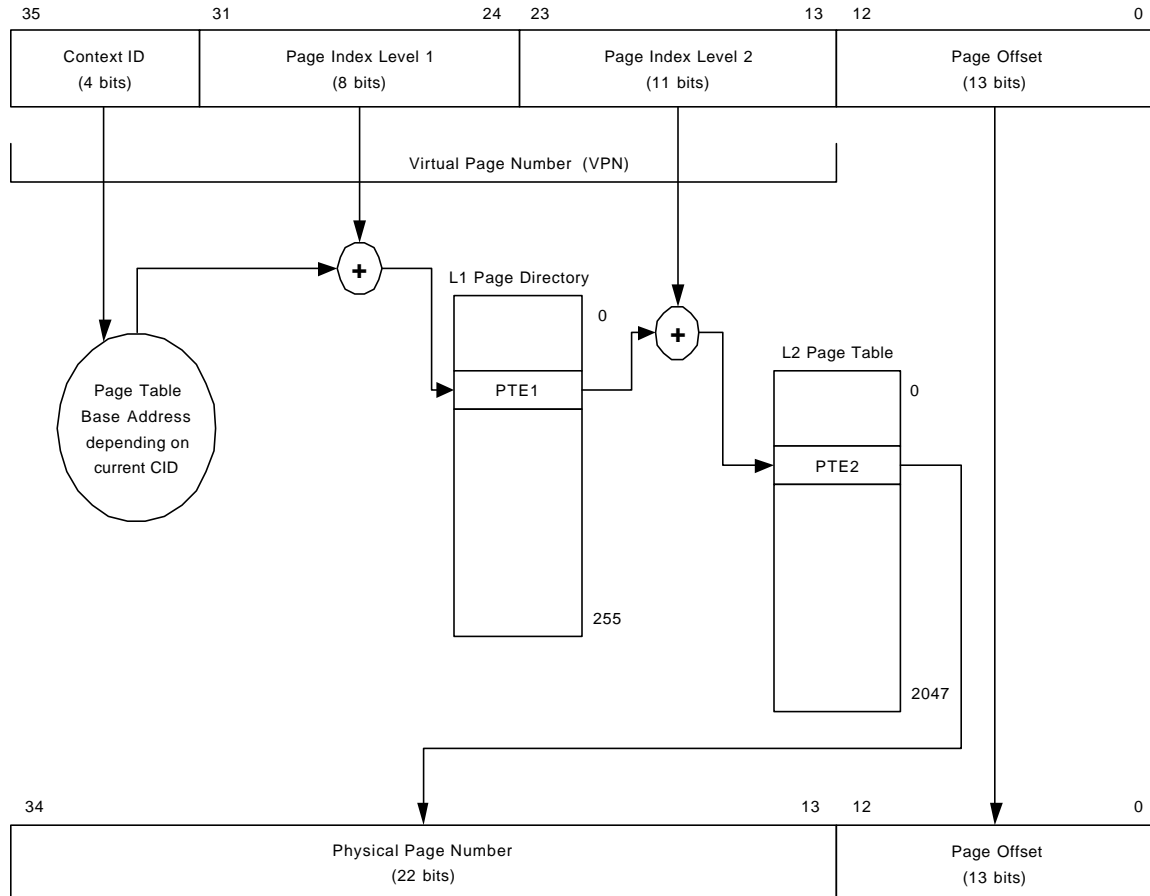 35 31 24 23 13 12 0
Context ID
(4 bits)
Page Index Level 1
(8 bits)
Page Index Level 2
(11 bits)
Page Offset
(13 bits)
Virtual Page Number (VPN)
+
L1 Page Directory
0
+
L2 Page Table
PTE1
0
Page Table
Base Address
depending on
current CID
PTE2
255
2047
34 13 12 0
Physical Page Number
(22 bits)
Page Offset
(13 bits)